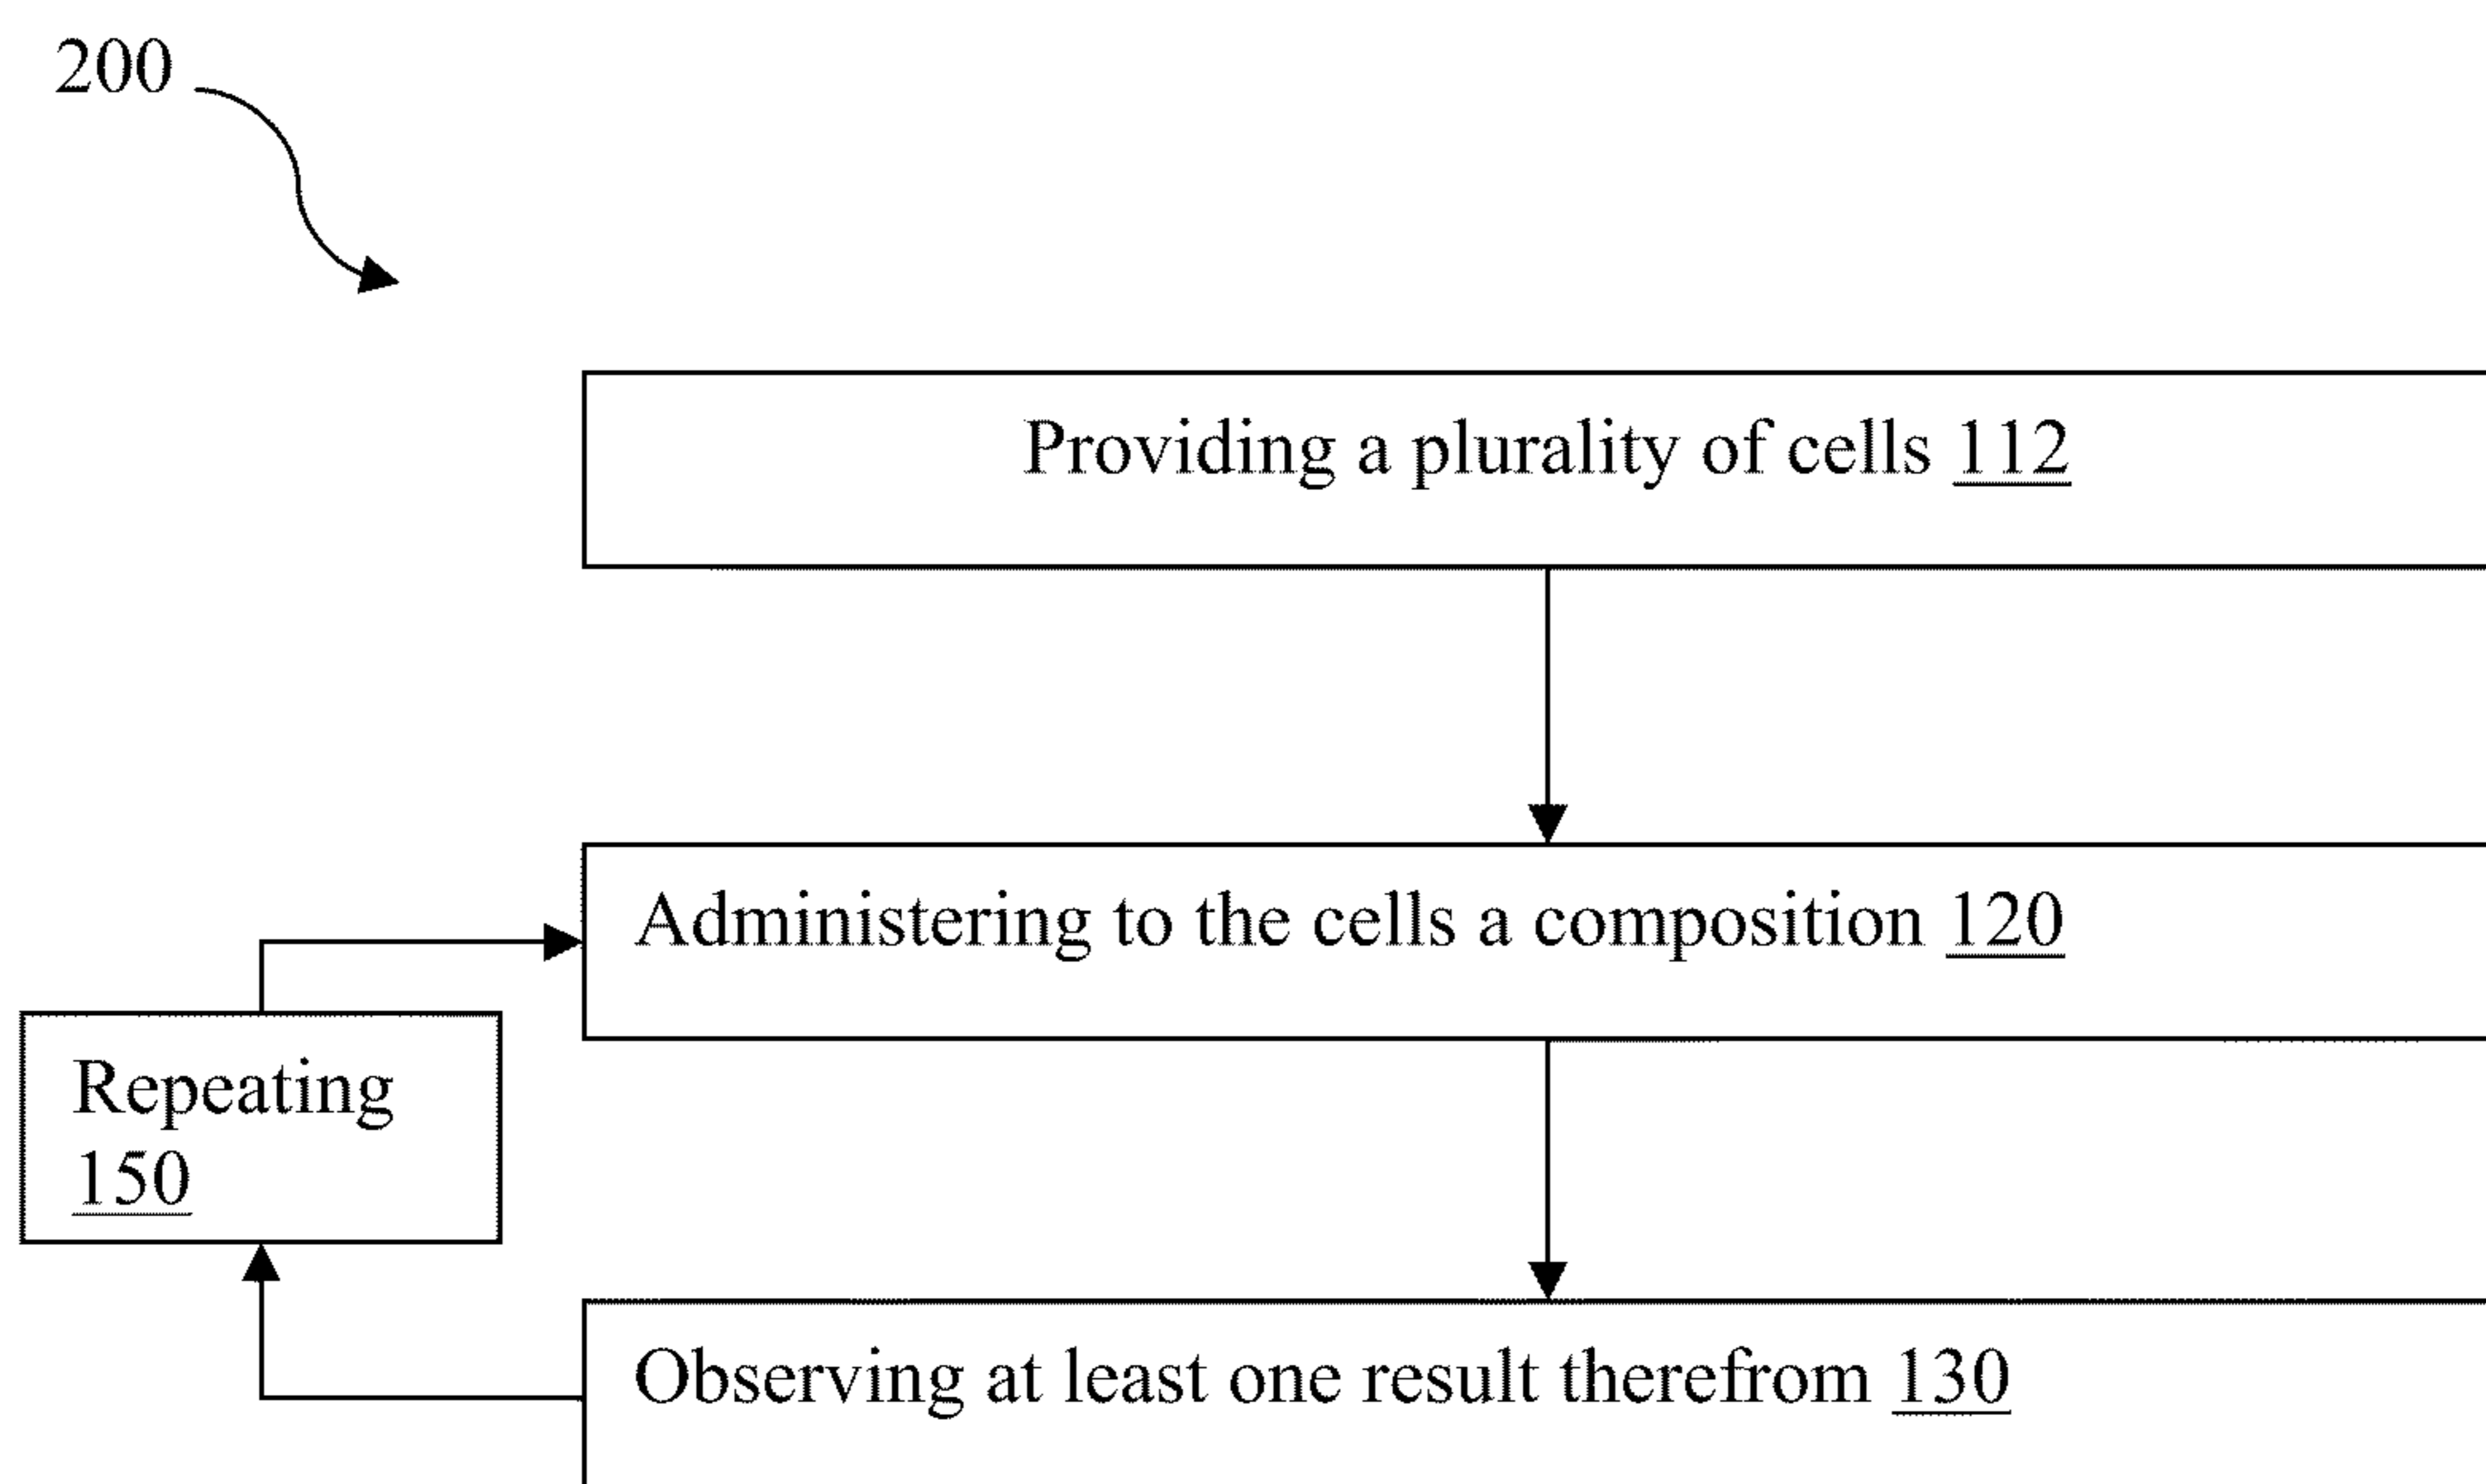 200
Providing a plurality of cells 112
Administering to the cells a composition 120
Repeating
150
Observing at least one result therefrom 130